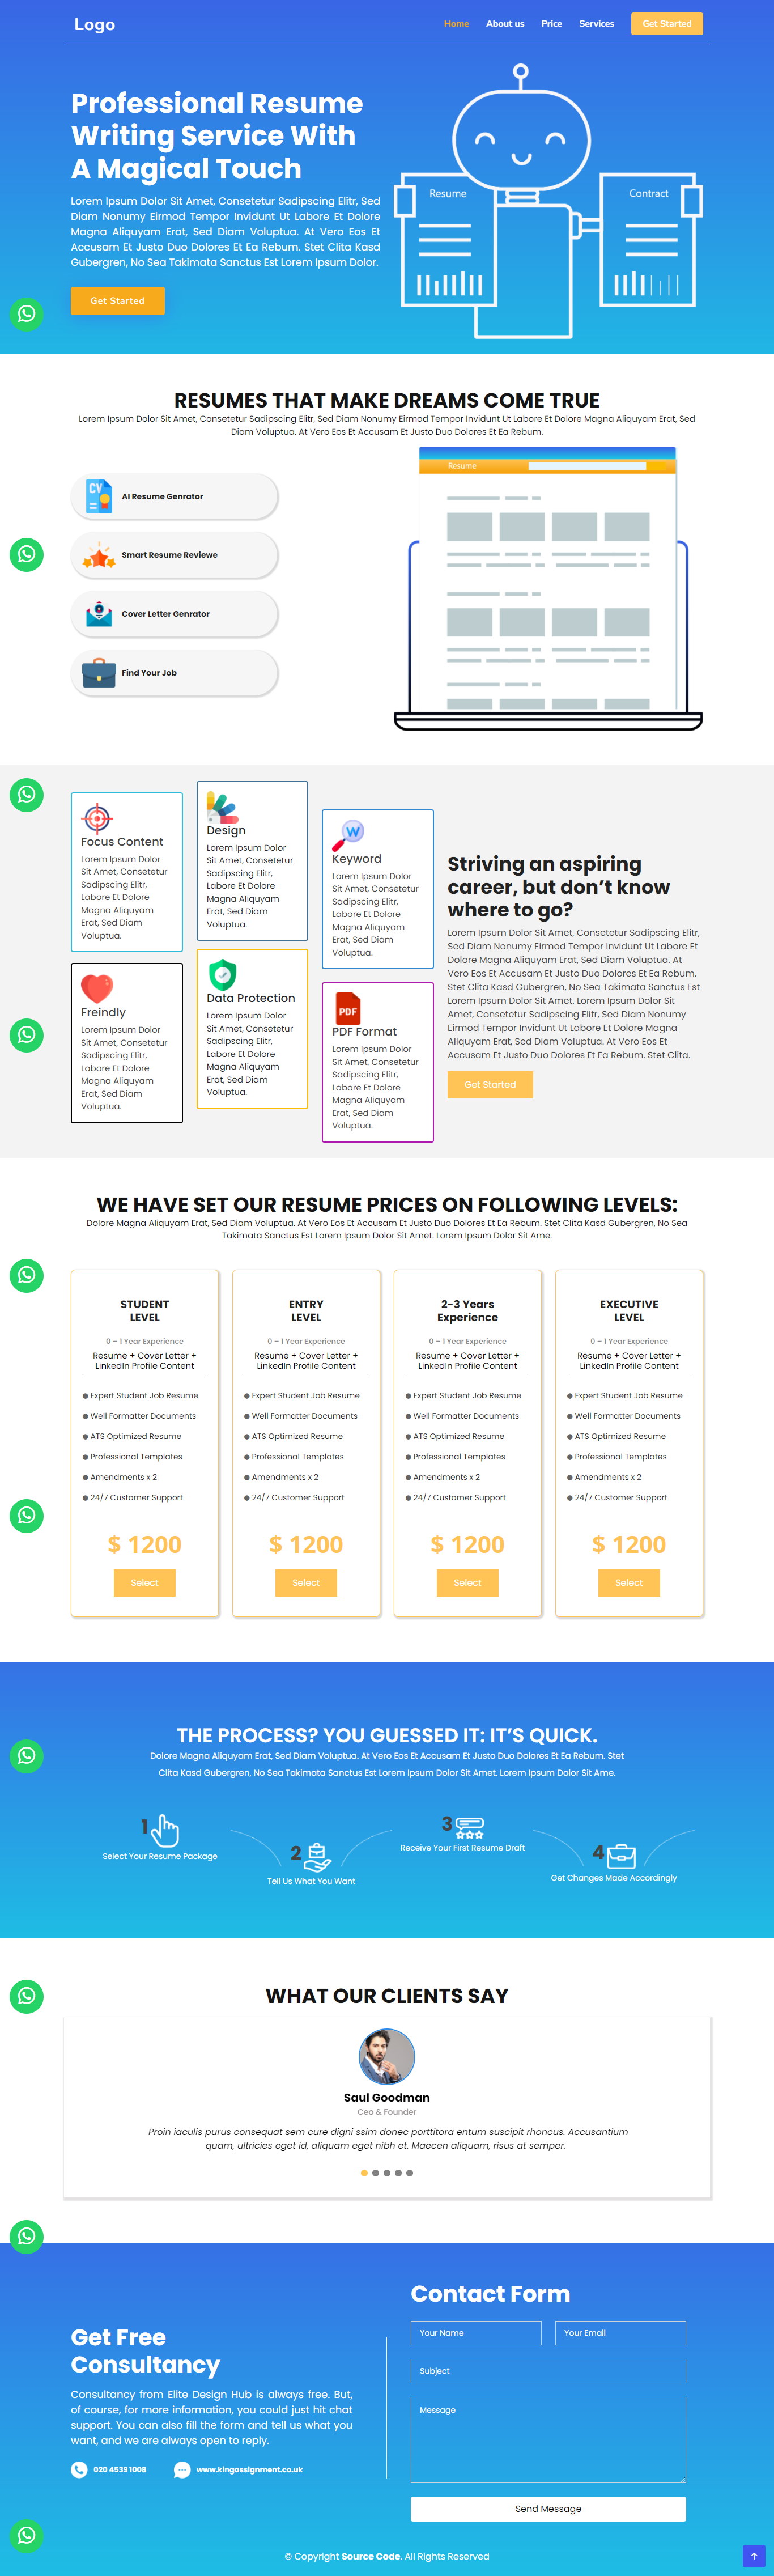 Logo
Home
About us
Price
Services
Get Started
Professional Resume
Writing Service With
A Magical Touch
Lorem Ipsum Dolor Sit Amet, Consetetur Sadipscing Elitr, Sed
Diam Nonumy Eirmod Tempor Invidunt Ut Labore Et Dolore
Magna Aliquyam Erat, Sed Diam Voluptua. At Vero Eos Et
Accusam Et Justo Duo Dolores Et Ea Rebum. Stet Clita Kasd
Gubergren, No Sea Takimata Sanctus Est Lorem Ipsum Dolor.
Get Started
Resume
Contract
RESUMES THAT MAKE DREAMS COME TRUE
Lorem Ipsum Dolor Sit Amet, Consetetur Sadipscing Elitr, Sed Diam Nonumy Eirmod Tempor Invidunt Ut Labore Et Dolore Magna Aliquyam Erat, Sed
Diam Voluptua. At Vero Eos Et Accusam Et Justo Duo Dolores Et Ea Rebum.
CV
AI Resume Genrator
Smart Resume Reviewe
Cover Letter Genrator
Find Your Job
Resume
Focus Content
Lorem Ipsum Dolor
Sit Amet, Consetetur
Sadipscing Elitr,
Labore Et Dolore
Magna Aliquyam
Erat, Sed Diam
Voluptua.
Freindly
Lorem Ipsum Dolor
Sit Amet, Consetetur
Sadipscing Elitr,
Labore Et Dolore
Magna Aliquyam
Erat, Sed Diam
Voluptua.
Design
Lorem Ipsum Dolor
Sit Amet, Consetetur
Sadipscing Elitr,
Labore Et Dolore
Magna Aliquyam
Erat, Sed Diam
Voluptua.
Data Protection
Lorem Ipsum Dolor
Sit Amet, Consetetur
Sadipscing Elitr,
Labore Et Dolore
Magna Aliquyam
Erat, Sed Diam
Voluptua.
W
Keyword
Lorem Ipsum Dolor
Sit Amet, Consetetur
Sadipscing Elitr,
Labore Et Dolore
Magna Aliquyam
Erat, Sed Diam
Voluptua.
PDF
PDF Format
Lorem Ipsum Dolor
Sit Amet, Consetetur
Sadipscing Elitr,
Labore Et Dolore
Magna Aliquyam
Erat, Sed Diam
Voluptua.
Striving an aspiring
career, but don’t know
where to go?
Lorem Ipsum Dolor Sit Amet, Consetetur Sadipscing Elitr,
Sed Diam Nonumy Eirmod Tempor Invidunt Ut Labore Et
Dolore Magna Aliquyam Erat, Sed Diam Voluptua. At
Vero Eos Et Accusam Et Justo Duo Dolores Et Ea Rebum.
Stet Clita Kasd Gubergren, No Sea Takimata Sanctus Est
Lorem Ipsum Dolor Sit Amet. Lorem Ipsum Dolor Sit
Amet, Consetetur Sadipscing Elitr, Sed Diam Nonumy
Eirmod Tempor Invidunt Ut Labore Et Dolore Magna
Aliquyam Erat, Sed Diam Voluptua. At Vero Eos Et
Accusam Et Justo Duo Dolores Et Ea Rebum. Stet Clita.
Get Started
WE HAVE SET OUR RESUME PRICES ON FOLLOWING LEVELS:
Dolore Magna Aliquyam Erat, Sed Diam Voluptua. At Vero Eos Et Accusam Et Justo Duo Dolores Et Ea Rebum. Stet Clita Kasd Gubergren, No Sea
Takimata Sanctus Est Lorem Ipsum Dolor Sit Amet. Lorem Ipsum Dolor Sit Ame.
STUDENT
LEVEL
0 – 1 Year Experience
Resume + Cover Letter +
LinkedIn Profile Content
Expert Student Job Resume
Well Formatter Documents
ATS Optimized Resume
Professional Templates
Amendments x 2
24/7 Customer Support
$ 1200
Select
ENTRY
LEVEL
0 – 1 Year Experience
Resume + Cover Letter +
LinkedIn Profile Content
Expert Student Job Resume
Well Formatter Documents
ATS Optimized Resume
Professional Templates
Amendments x 2
24/7 Customer Support
$ 1200
Select
2-3 Years
Experience
0 – 1 Year Experience
Resume + Cover Letter +
LinkedIn Profile Content
Expert Student Job Resume
Well Formatter Documents
ATS Optimized Resume
Professional Templates
Amendments x 2
24/7 Customer Support
$ 1200
Select
EXECUTIVE
LEVEL
0 – 1 Year Experience
Resume + Cover Letter +
LinkedIn Profile Content
Expert Student Job Resume
Well Formatter Documents
ATS Optimized Resume
Professional Templates
Amendments x 2
24/7 Customer Support
$ 1200
Select
THE PROCESS? YOU GUESSED IT: IT’S QUICK.
Dolore Magna Aliquyam Erat, Sed Diam Voluptua. At Vero Eos Et Accusam Et Justo Duo Dolores Et Ea Rebum. Stet
Clita Kasd Gubergren, No Sea Takimata Sanctus Est Lorem Ipsum Dolor Sit Amet. Lorem Ipsum Dolor Sit Ame.
1
Select Your Resume Package
2
Tell Us What You Want
3
Receive Your First Resume Draft
4
Get Changes Made Accordingly
WHAT OUR CLIENTS SAY
Saul Goodman
Ceo & Founder
Proin iaculis purus consequat sem cure digni ssim donec porttitora entum suscipit rhoncus. Accusantium
quam, ultricies eget id, aliquam eget nibh et. Maecen aliquam, risus at semper.
Get Free
Consultancy
Consultancy from Elite Design Hub is always free. But,
of course, for more information, you could just hit chat
support. You can also fill the form and tell us what you
want, and we are always open to reply.
020 4539 1008
www.kingassignment.co.uk
Contact Form
Your Name
Your Email
Subject
Message
Send Message
© Copyright Source Code. All Rights Reserved